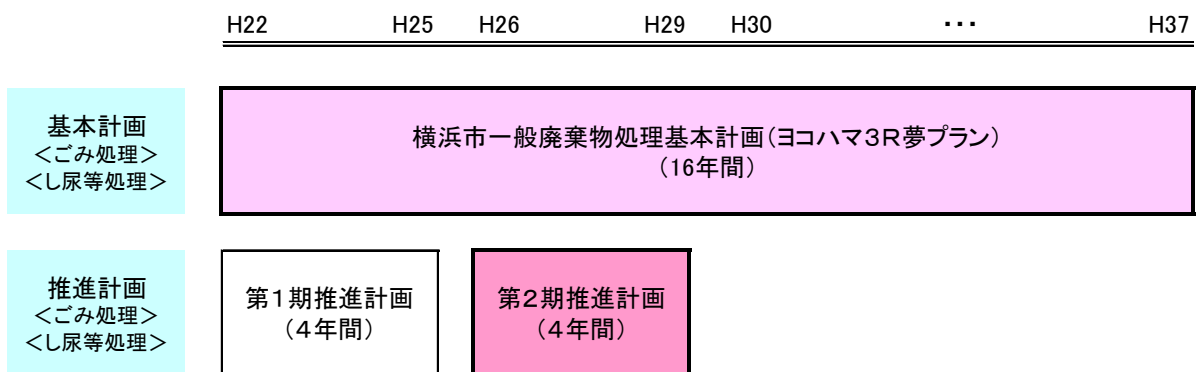 H22 H25 H26 H29 H30 ・・・ H37
基本計画
＜ごみ処理＞
＜し尿等処理＞
横浜市一般廃棄物処理基本計画（ヨコハマ３Ｒ夢プラン）
（16年間）
推進計画
＜ごみ処理＞
＜し尿等処理＞
第１期推進計画
（４年間）
第２期推進計画
（４年間）